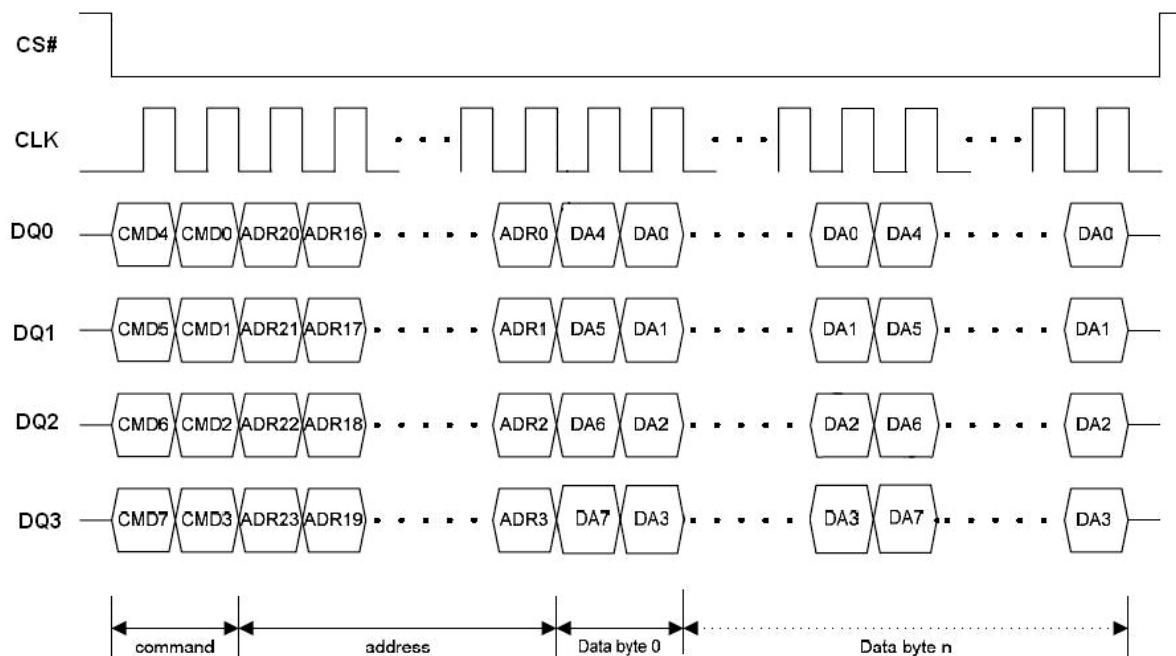 CS#
CLK
DQ0 CMD4 CMD0 ADR20 ADR16 ADR0 DA4 DA0 DA0 DA4 DA0
DQ1 CMD5 CMD1 ADR21 ADR17 ADR1 DA5 DA1 DA1 DA5 DA1
DQ2 CMD6 CMD2 ADR22 ADR18 ADR2 DA6 DA2 DA2 DA6 DA2
DQ3 CMD7 CMD3 ADR23 ADR19 ADR3 DA7 DA3 DA3 DA7 DA3
command address Data byte 0 Data byte n